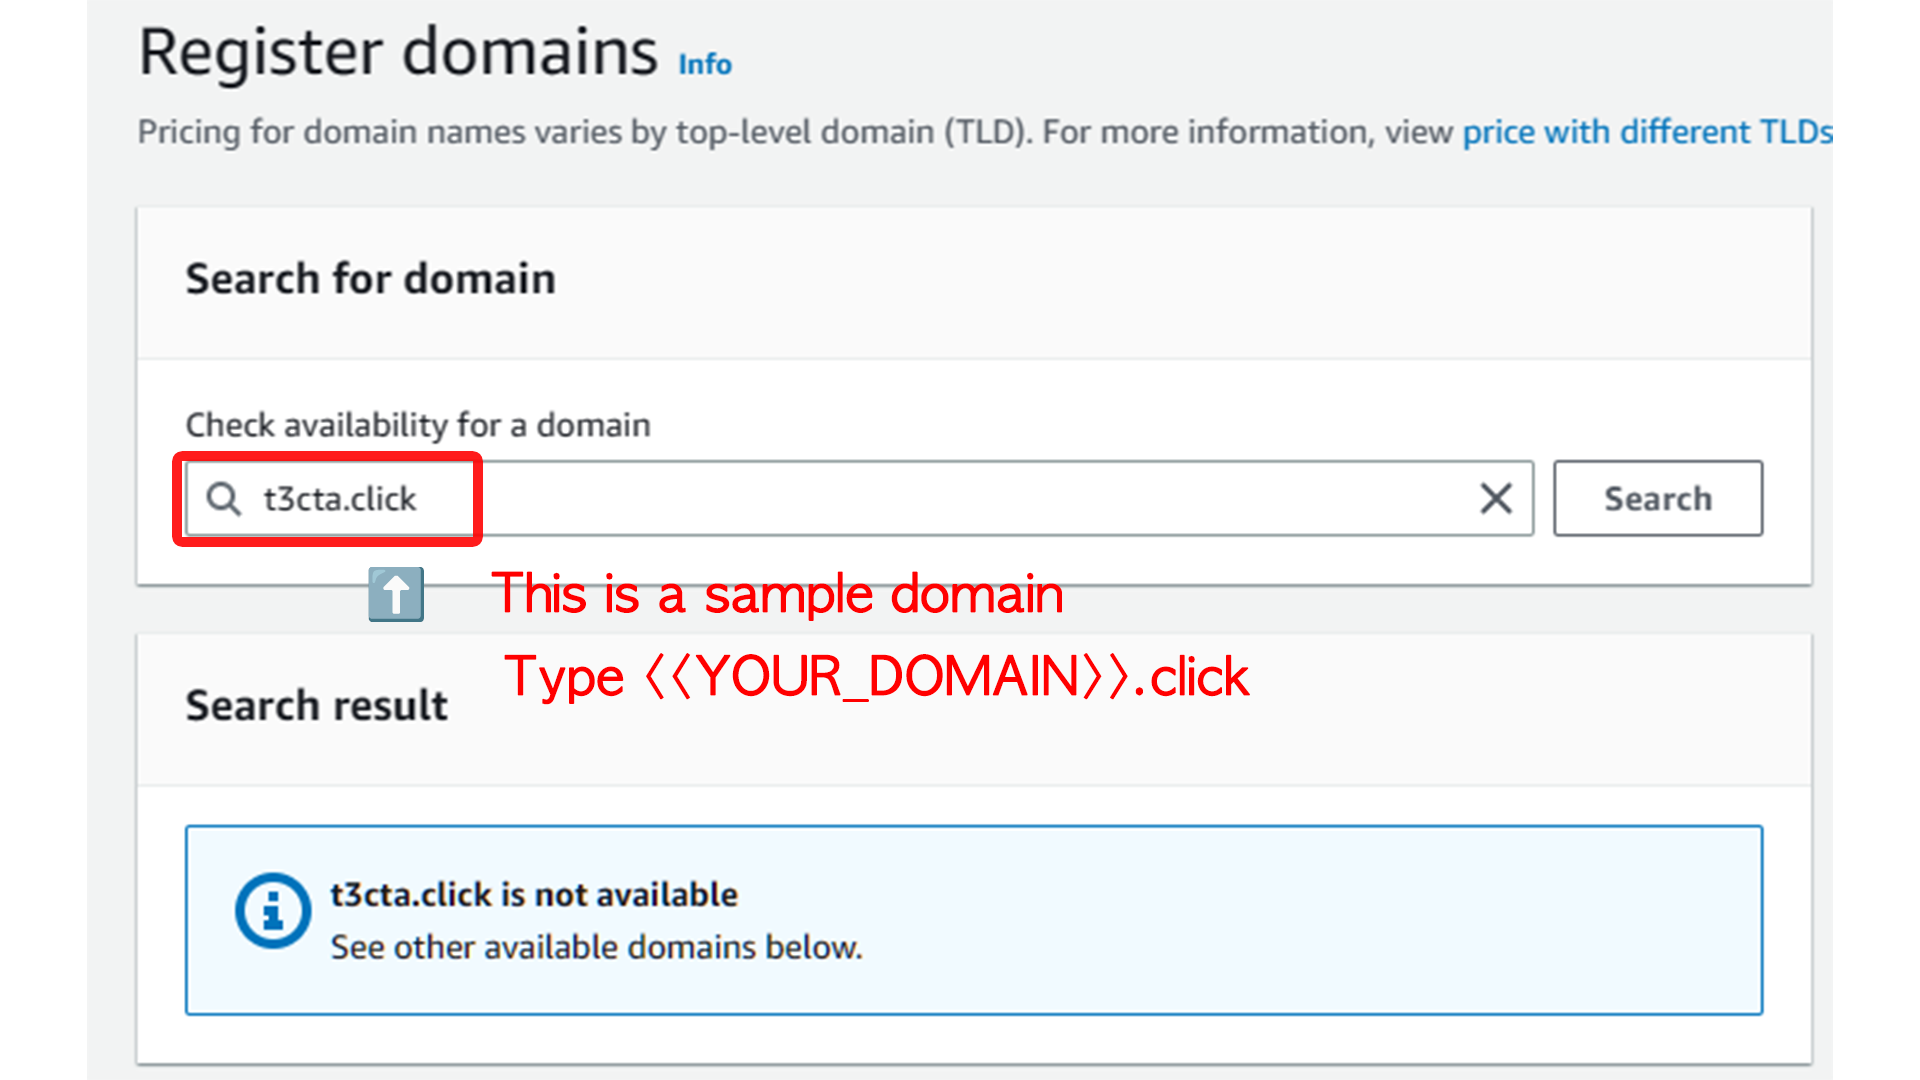 Register domains Info
Pricing for domain names varies by top-level domain (TLD). For more information, view price with different TLDs
Search for domain
Check availability for a domain
t3cta.click
Search
This is a sample domain
Type <<YOUR_DOMAIN>>.click
Search result
t3cta.click is not available
See other available domains below.